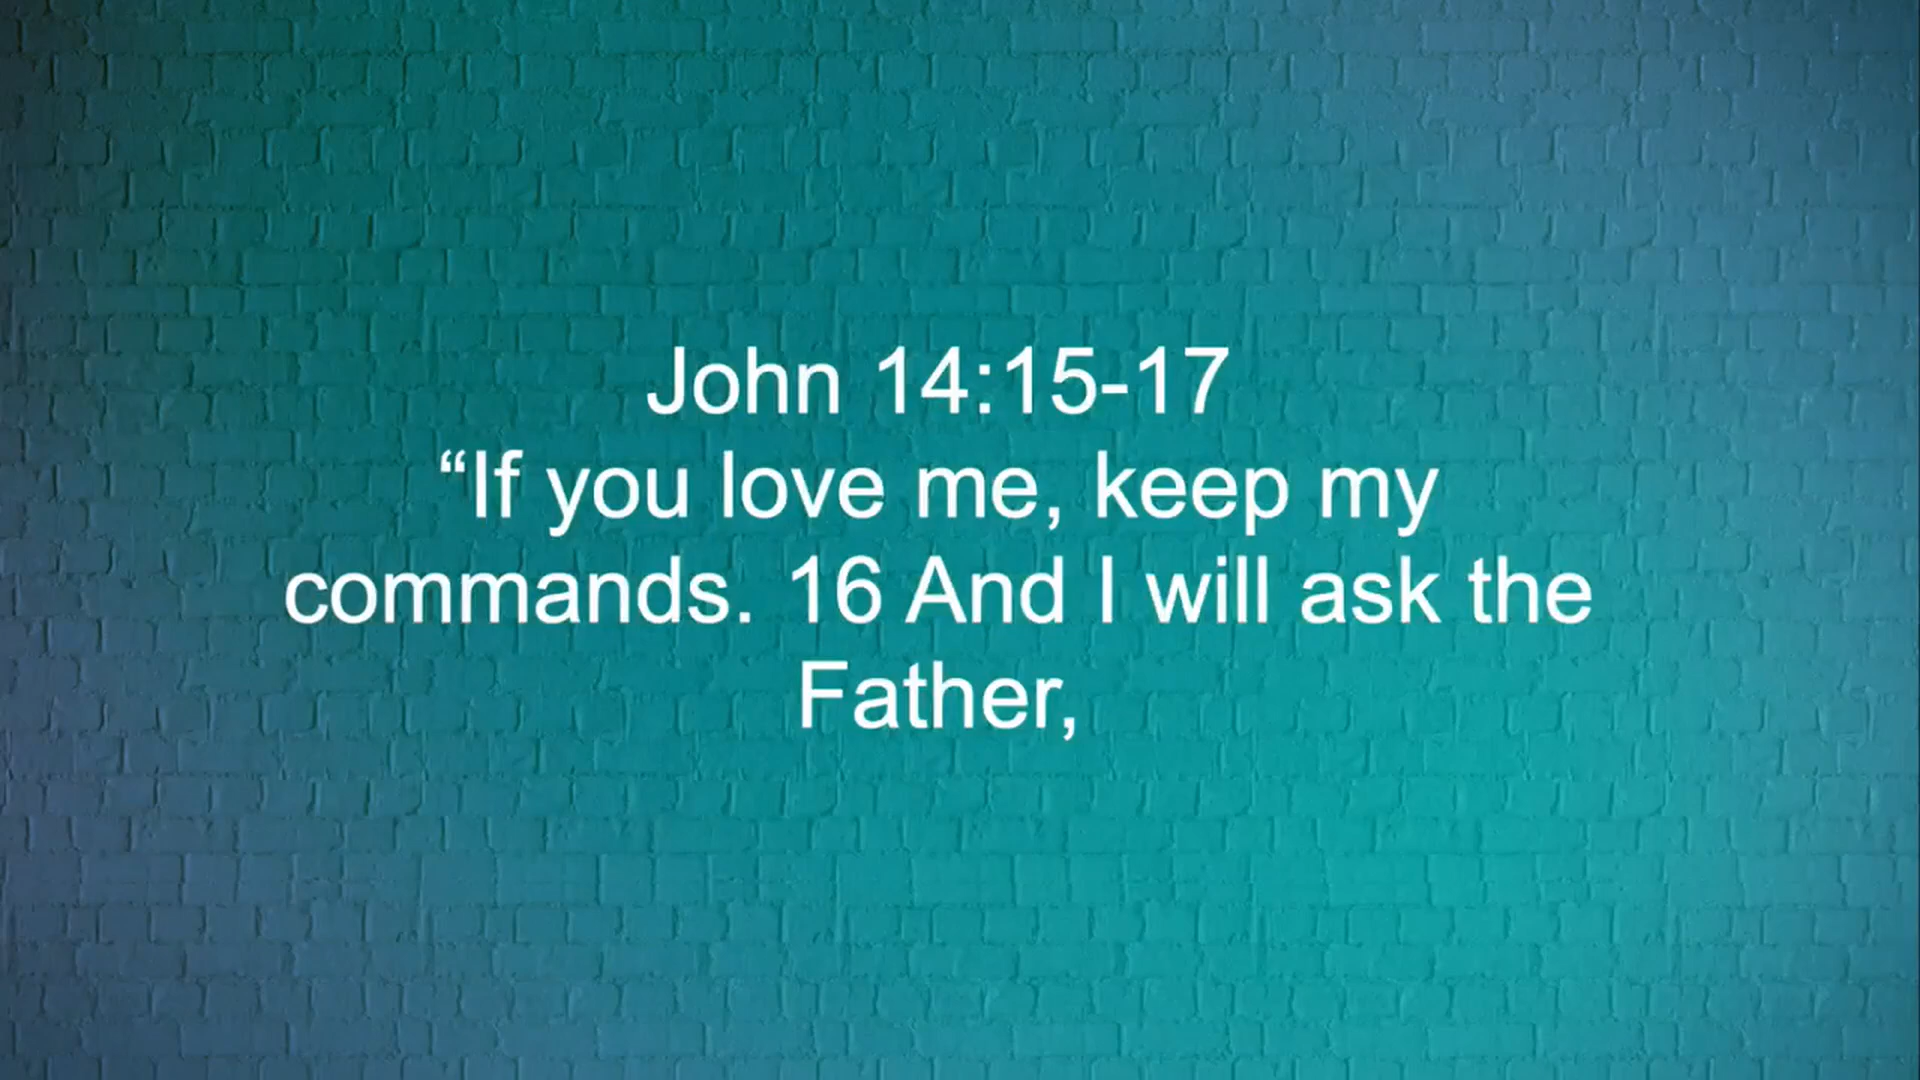 John 14:15-17
“If you love me, keep my
commands. 16 And I will ask the
Father,